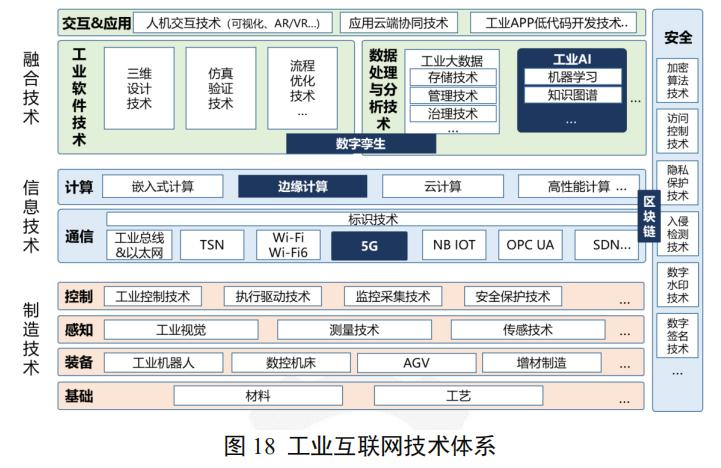 交互&应用
人机交互技术（可视化、AR/VR...）
应用云端协同技术
工业APP低代码开发技术..
融合技术
工业软件技术
三维
设计
技术
仿真
验证
技术
流程
优化
技术
...
数据处理与分析技术
工业大数据
存储技术
管理技术
治理技术
...
工业AI
机器学习
知识图谱
...
...
数字孪生
信息技术
计算
嵌入式计算
边缘计算
云计算
高性能计算 ...
通信
标识技术
工业总线
&以太网
TSN
Wi-Fi
Wi-Fi6
5G
NB IOT
OPC UA
SDN...
区块链
制造技术
控制
工业控制技术
执行驱动技术
监控采集技术
安全保护技术
...
感知
工业视觉
测量技术
传感技术
...
装备
工业机器人
数控机床
AGV
增材制造
...
基础
材料
工艺
...
安全
加密
算法
技术
访问
控制
技术
隐私
保护
技术
入侵
检测
技术
数字
水印
技术
数字
签名
技术
...
图 18 工业互联网技术体系